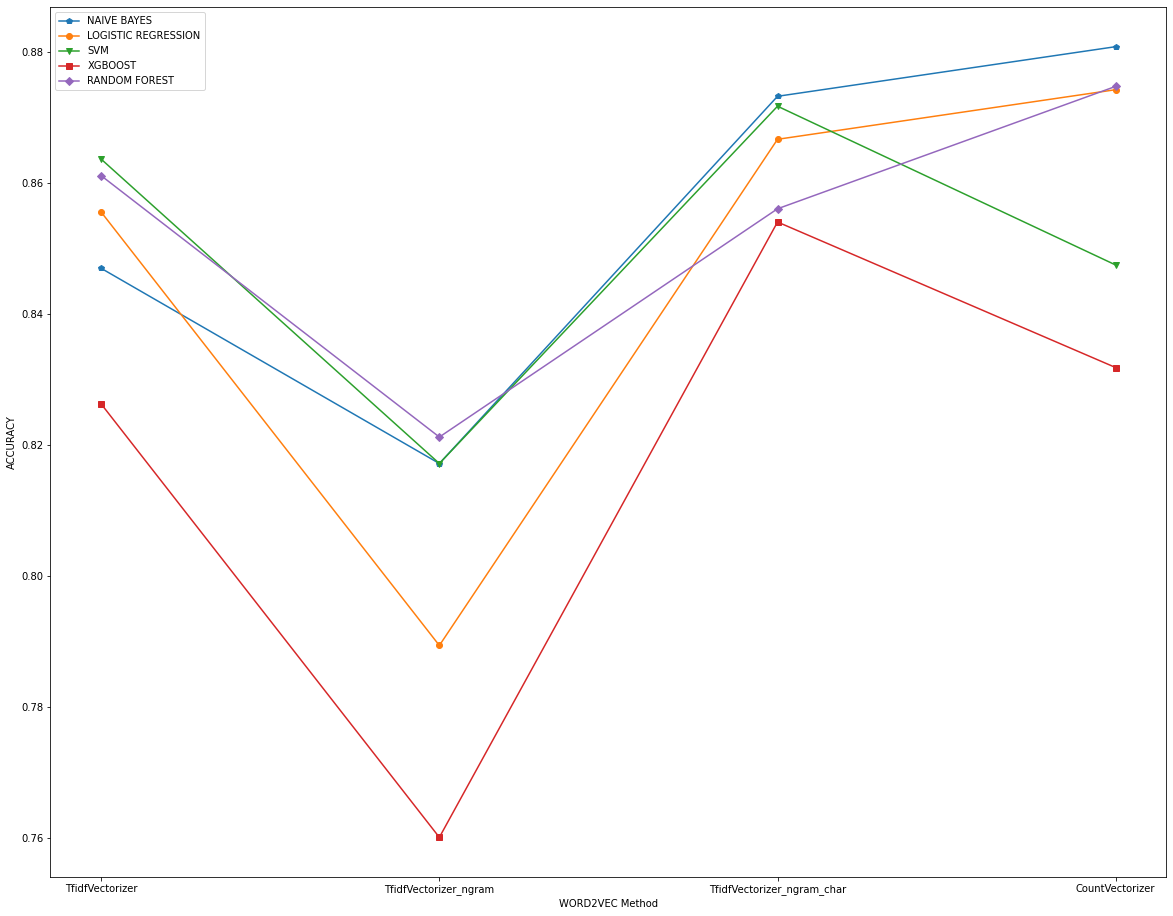 NAIVE BAYES
LOGISTIC REGRESSION
SVM
XGBOOST
RANDOM FOREST
0.88
0.86
0.84
0.82
0.80
0.78
0.76
ACCURACY
TfidfVectorizer
TfidfVectorizer_ngram
TfidfVectorizer_ngram_char
CountVectorizer
WORD2VEC Method